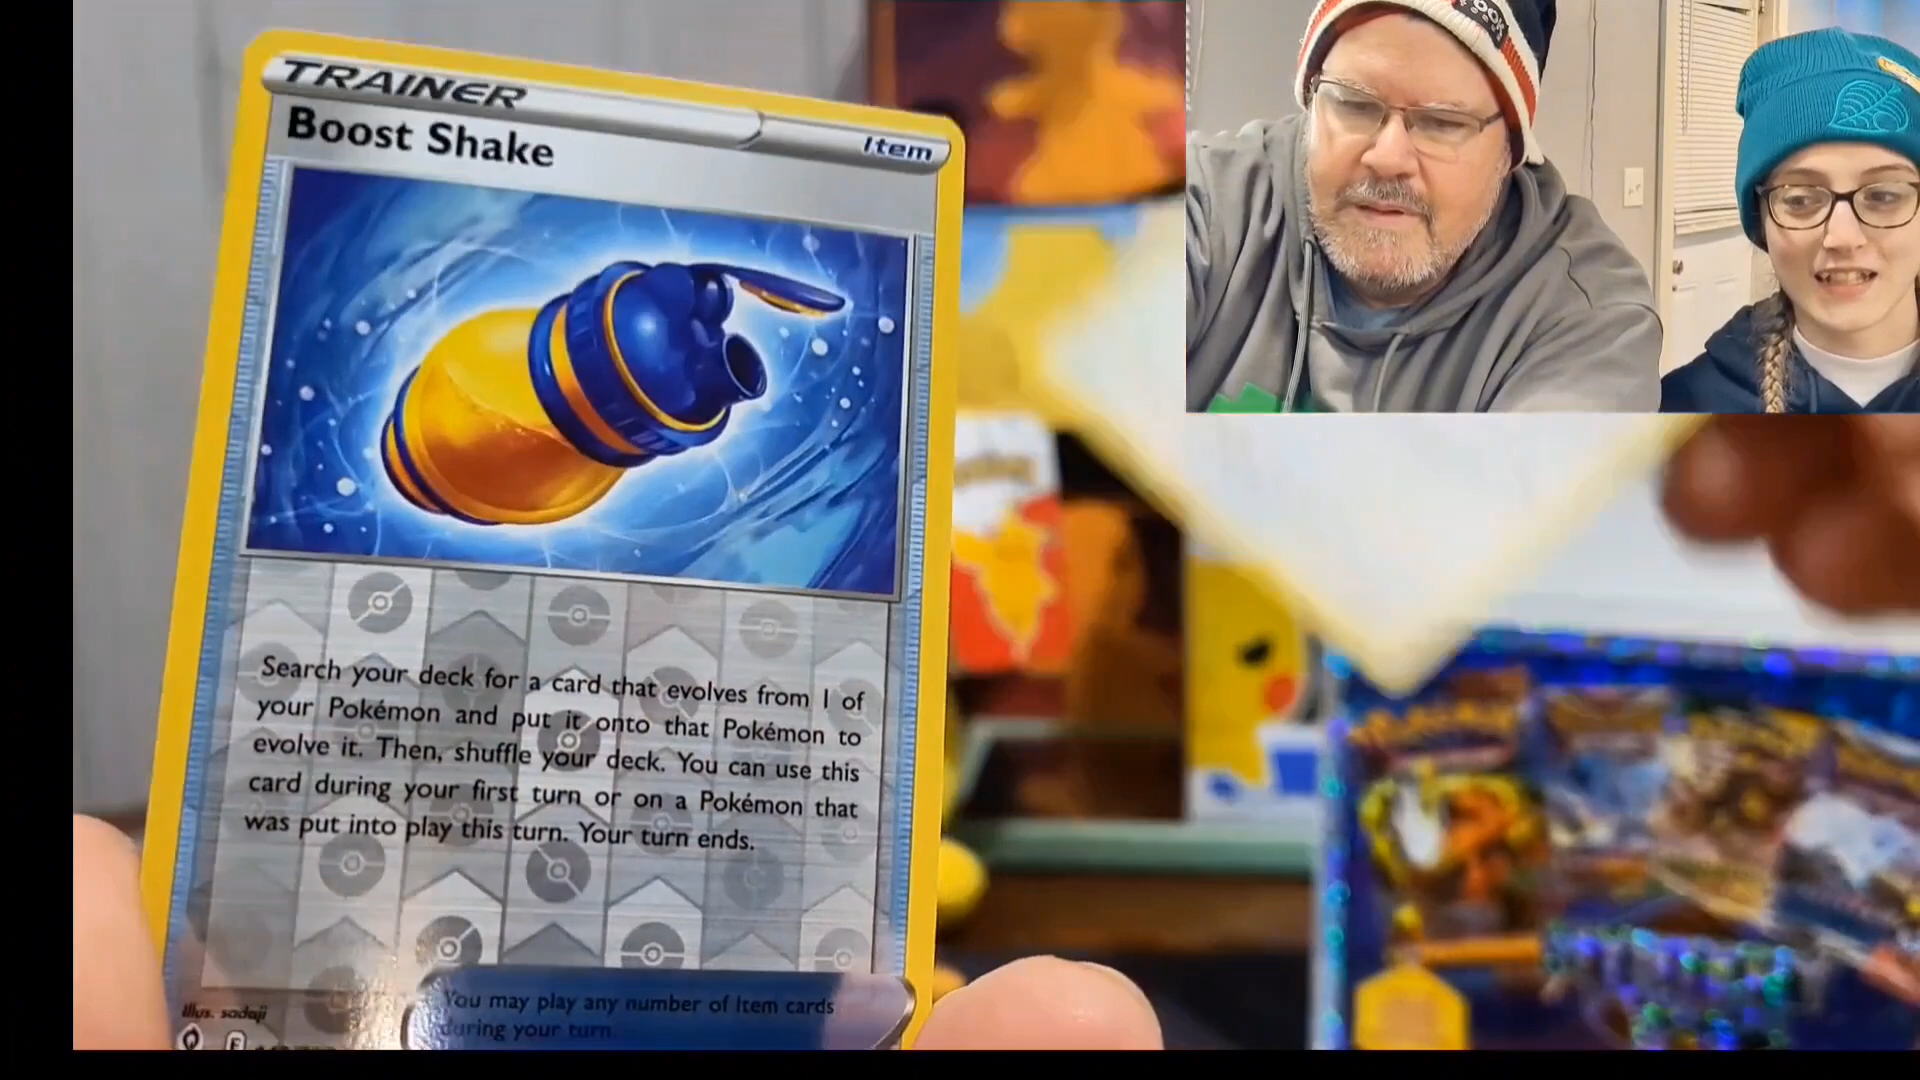 TRAINER
Item
Boost Shake
Search your deck for a card that evolves from 1 of
your Pokémon and put it onto that Pokémon to
evolve it. Then, shuffle your deck. You can use this
card during your first turn or on a Pokémon that
was put into play this turn. Your turn ends.
You may play any number of Item cards
during your turn.
Illus. sadaji
E